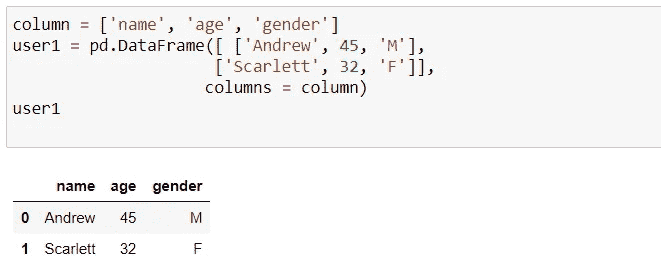 column = ['name', 'age', 'gender']
user1 = pd.DataFrame([ ['Andrew', 45, 'M'],
['Scarlett', 32, 'F']],
columns = column)
user1
name age gender
0 Andrew 45 M
1 Scarlett 32 F